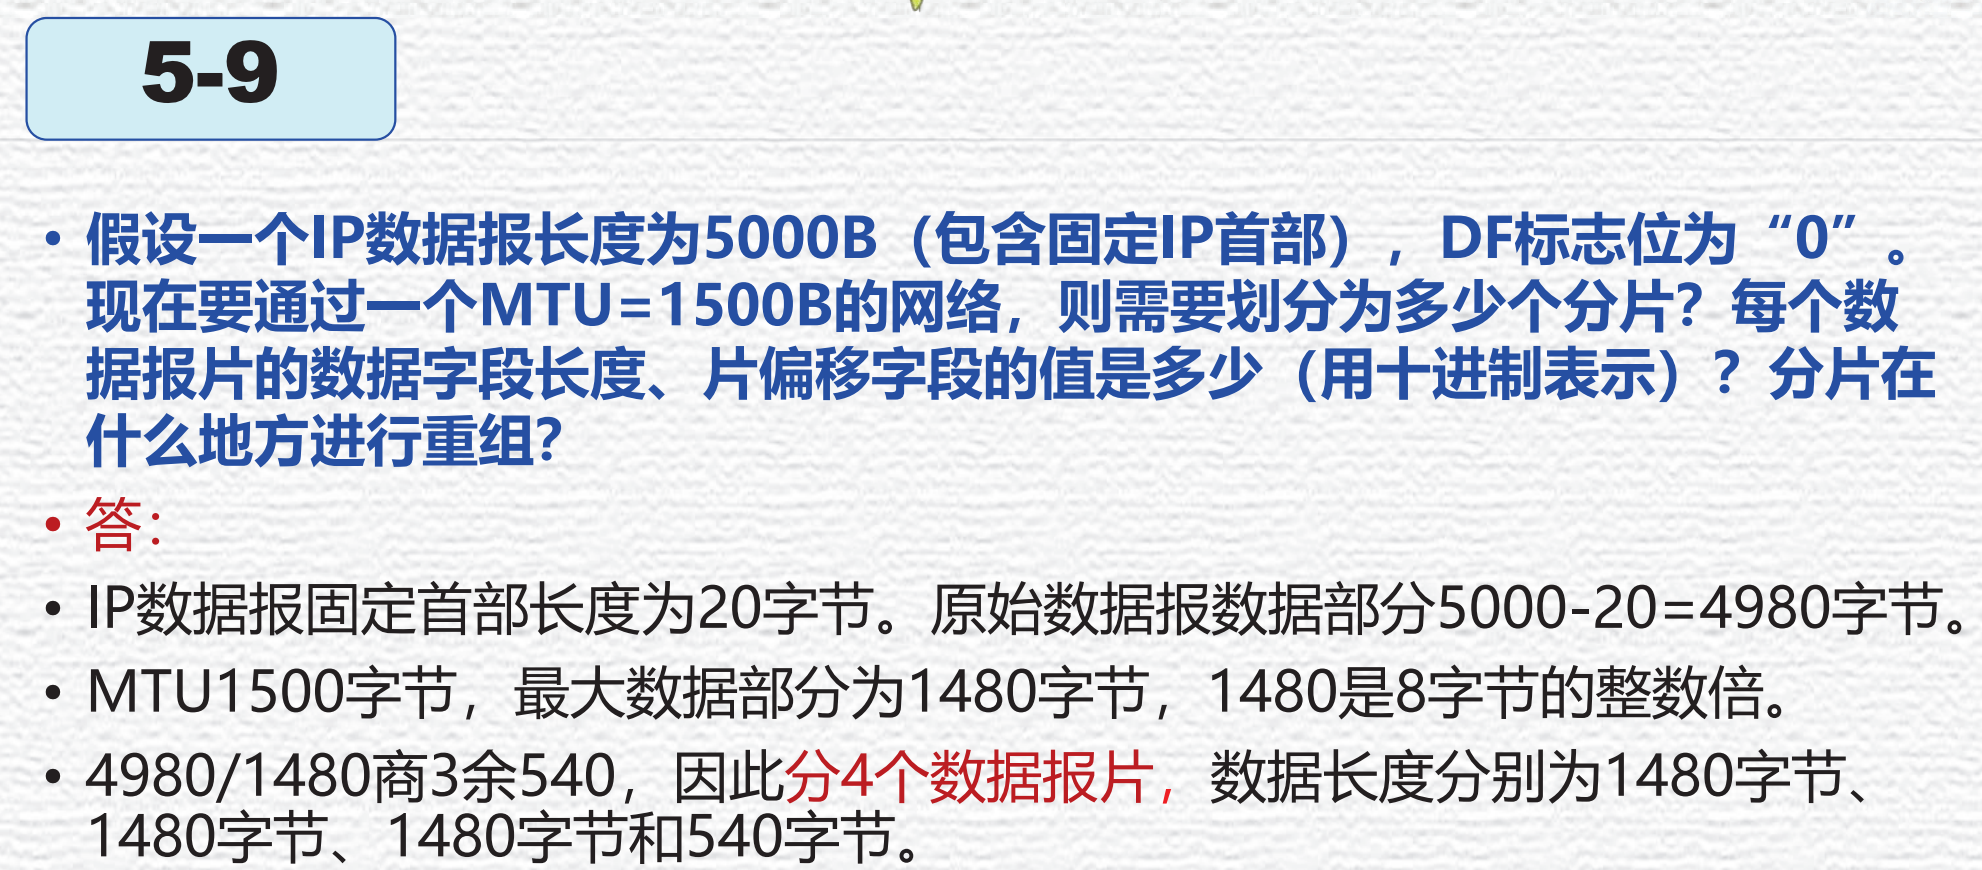 5-9
• 假设一个IP数据报长度为5000B（包含固定IP首部），DF标志位为“0”。
现在要通过一个MTU=1500B的网络，则需要划分为多少个分片？每个数
据报片的数据字段长度、片偏移字段的值是多少（用十进制表示）？分片在
什么地方进行重组？
• 答：
• IP数据报固定首部长度为20字节。原始数据报数据部分5000-20=4980字节。
• MTU1500字节，最大数据部分为1480字节，1480是8字节的整数倍。
• 4980/1480商3余540，因此分4个数据报片，数据长度分别为1480字节、
1480字节、1480字节和540字节。